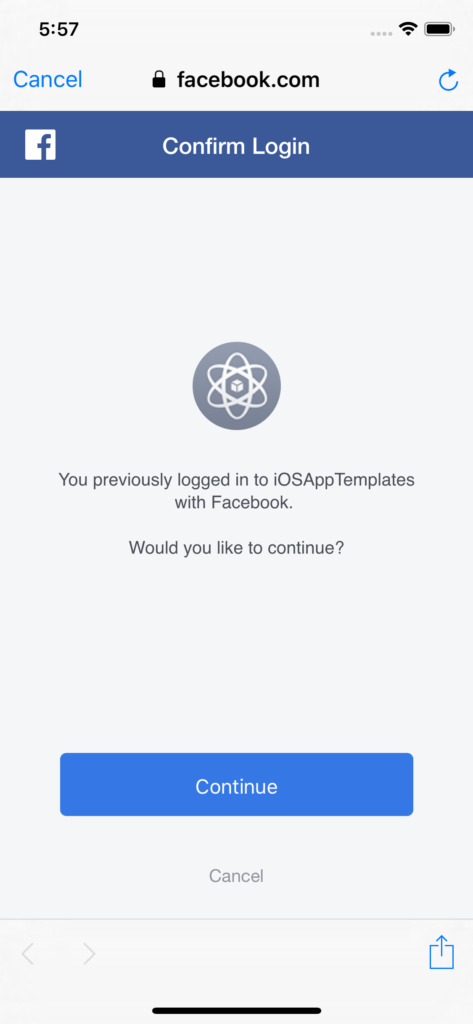 5:57
Cancel
facebook.com
Confirm Login
You previously logged in to iOSAppTemplates
with Facebook.
Would you like to continue?
Continue
Cancel